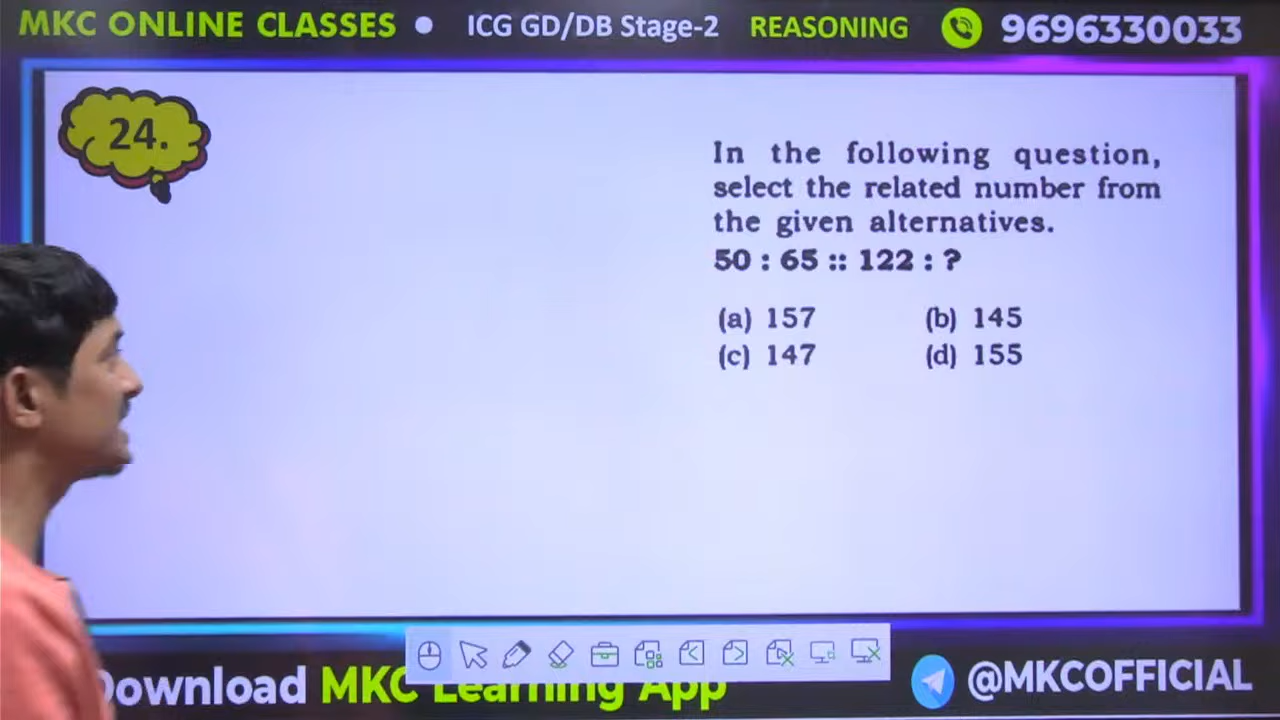 MKC ONLINE CLASSES • ICG GD/DB Stage-2 REASONING 9696330033
24.
In the following question,
select the related number from
the given alternatives.
50 : 65 :: 122 : ?
(a) 157 (b) 145
(c) 147 (d) 155
Download MKC Learning App @MKCOFFICIAL